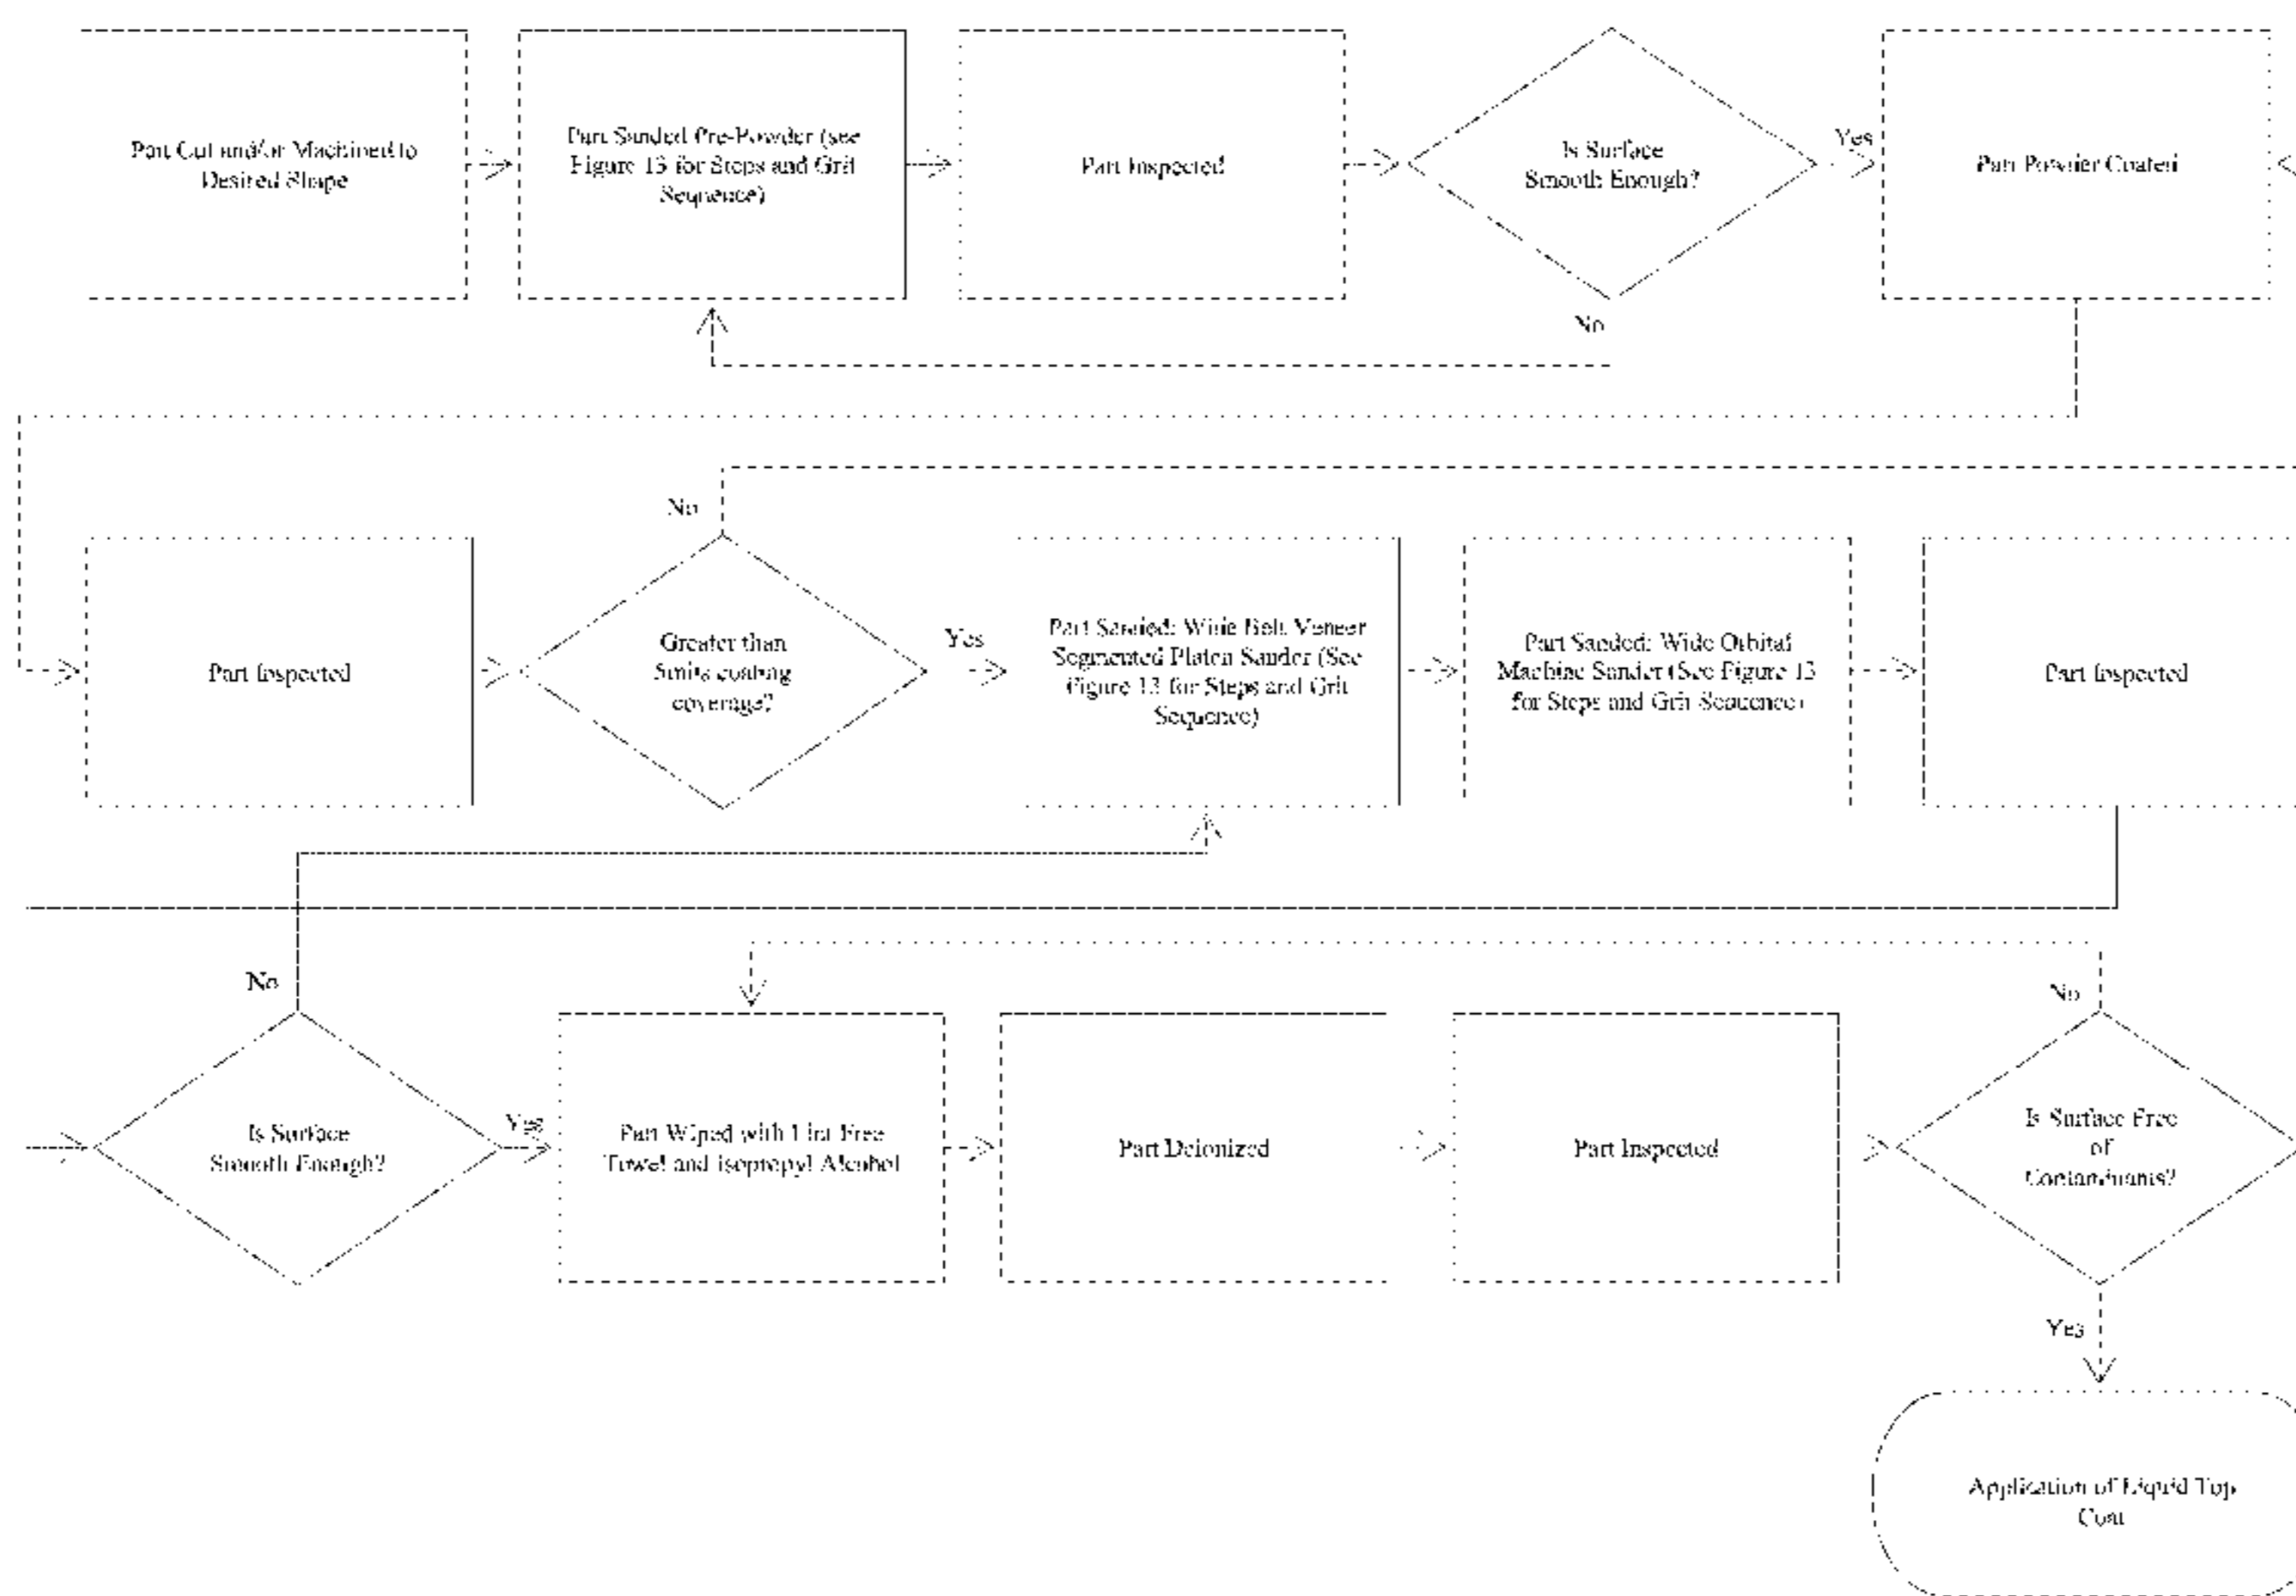 Part Cut and/or Machined to
Desired Shape
Part Sanded Pre-Powder (see
Figure 13 for Steps and Grit
Sequence)
Part Inspected
Is Surface
Smooth Enough?
Yes
Part Powder Coated
No
Part Inspected
No
Greater than
5mils coating
coverage?
Yes
Part Sanded: Wide Belt Veneer
Segmented Platen Sander (See
Figure 13 for Steps and Grit
Sequence)
Part Sanded: Wide Orbital
Machine Sander (See Figure 13
for Steps and Grit Sequence)
Part Inspected
No
Is Surface
Smooth Enough?
Yes
Part Wiped with Lint Free
Towel and isopropyl Alcohol
Part Deionized
Part Inspected
No
Is Surface Free
of
Contaminants?
Yes
Application of Liquid Top
Coat